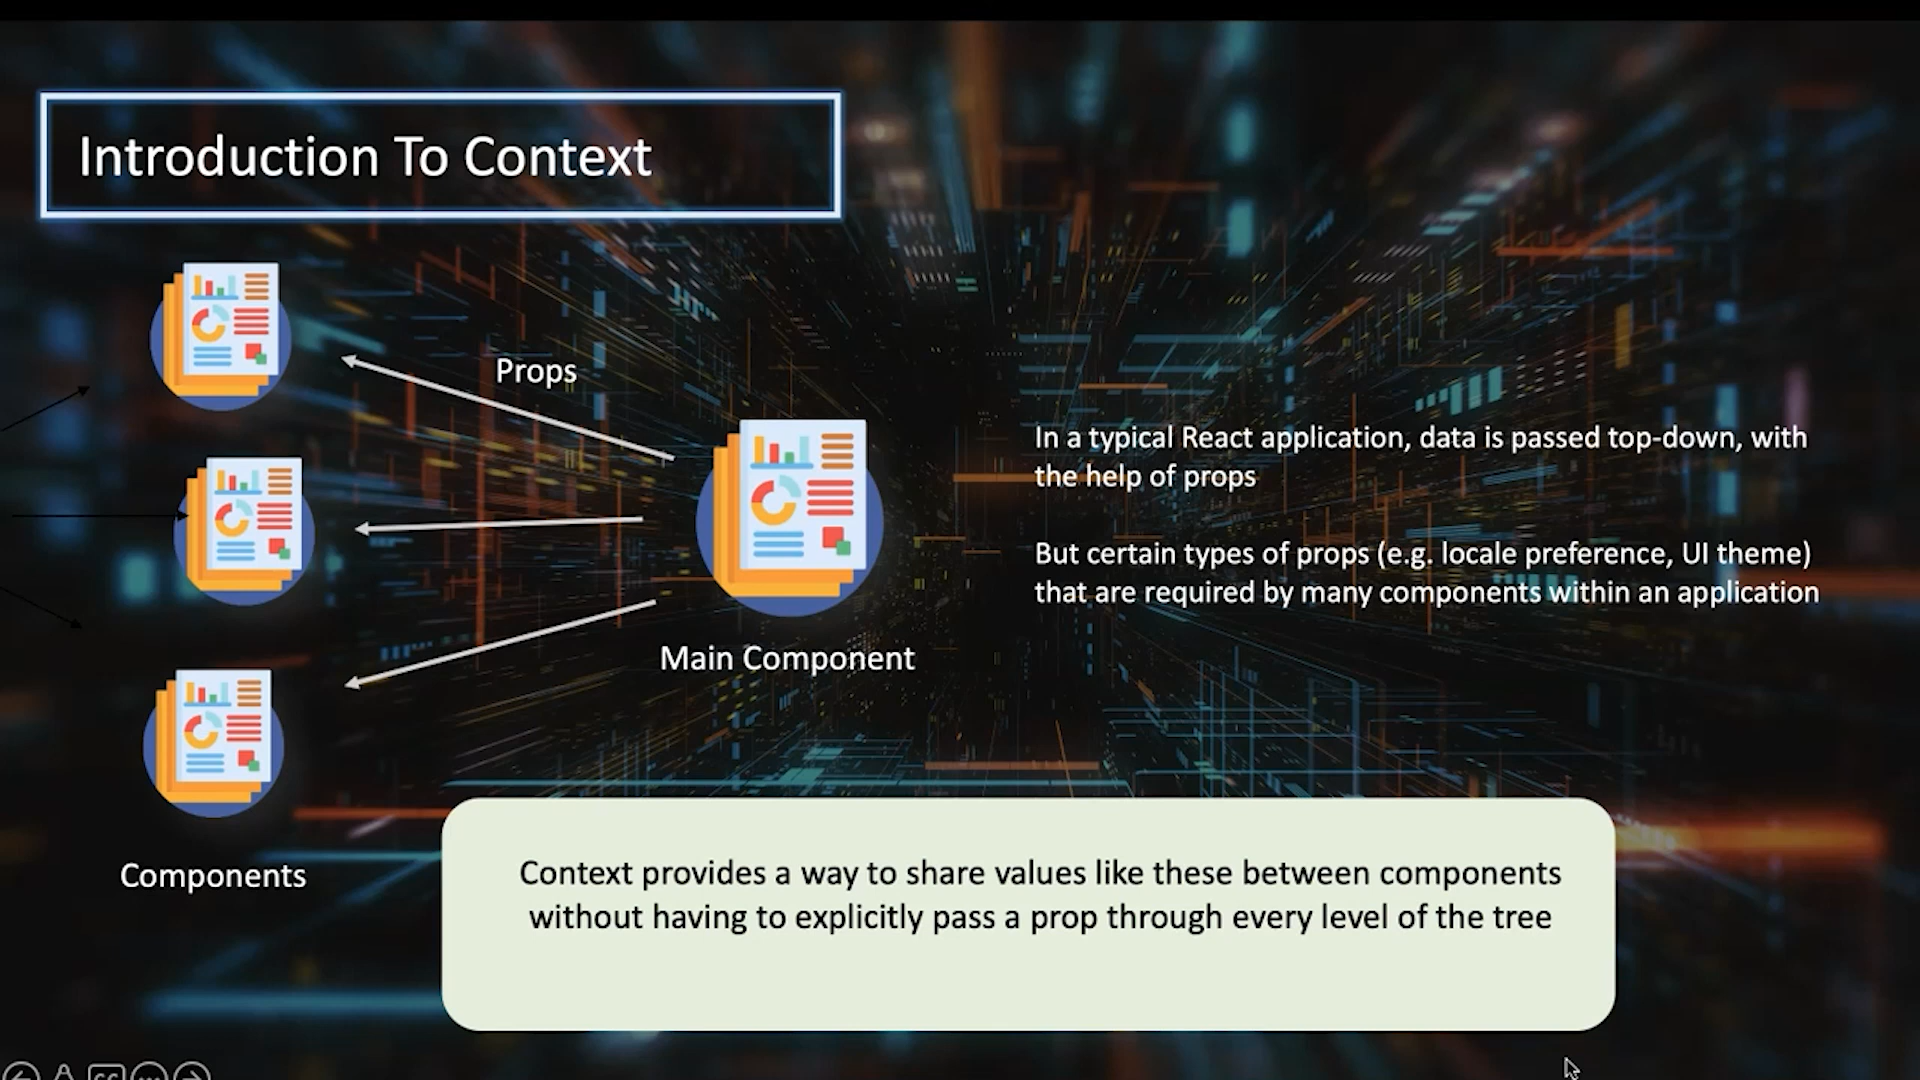 Introduction To Context
Props
In a typical React application, data is passed top-down, with
the help of props
But certain types of props (e.g. locale preference, UI theme)
that are required by many components within an application
Main Component
Components
Context provides a way to share values like these between components
without having to explicitly pass a prop through every level of the tree